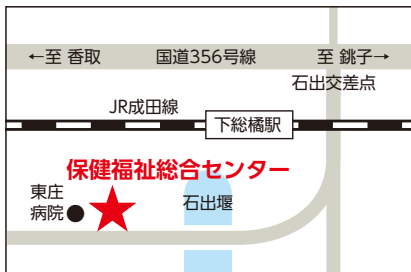 ←至 香取 国道356号線 至 銚子→
石出交差点
JR成田線
下総橘駅
保健福祉総合センター
東庄
病院
石出堰